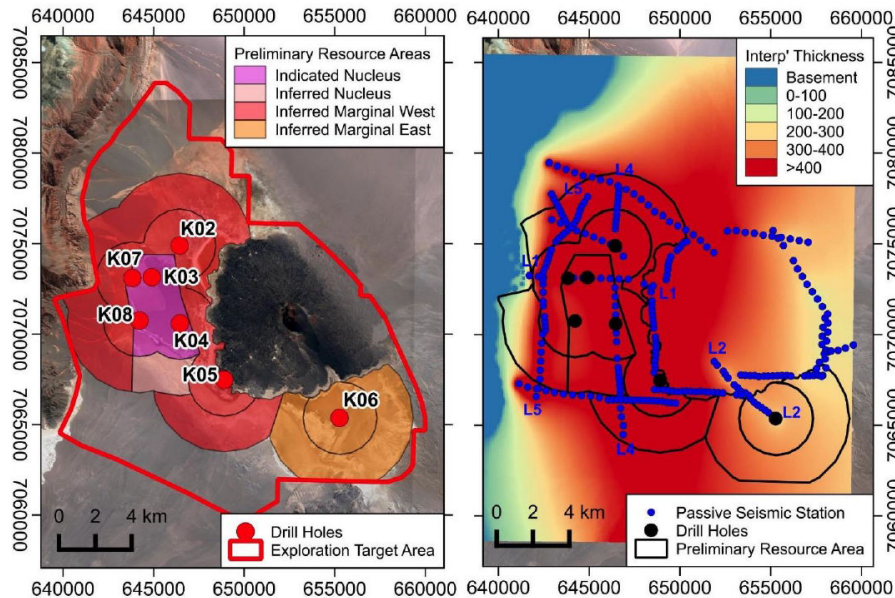 640000 645000 650000 655000 660000
7085000
7080000
7075000
7070000
7065000
7060000
Preliminary Resource Areas
Indicated Nucleus
Inferred Nucleus
Inferred Marginal West
Inferred Marginal East
K02
K07
K03
K08
K04
K05
K06
0 2 4 km
Drill Holes
Exploration Target Area
640000 645000 650000 655000 660000
640000 645000 650000 655000 660000
Interp' Thickness
Basement
0-100
100-200
200-300
300-400
>400
L4
L5
L1
L1
L2
L5
L2
L4
0 2 4 km
Passive Seismic Station
Drill Holes
Preliminary Resource Area
7085000
7080000
7075000
7070000
7065000
7060000
640000 645000 650000 655000 660000